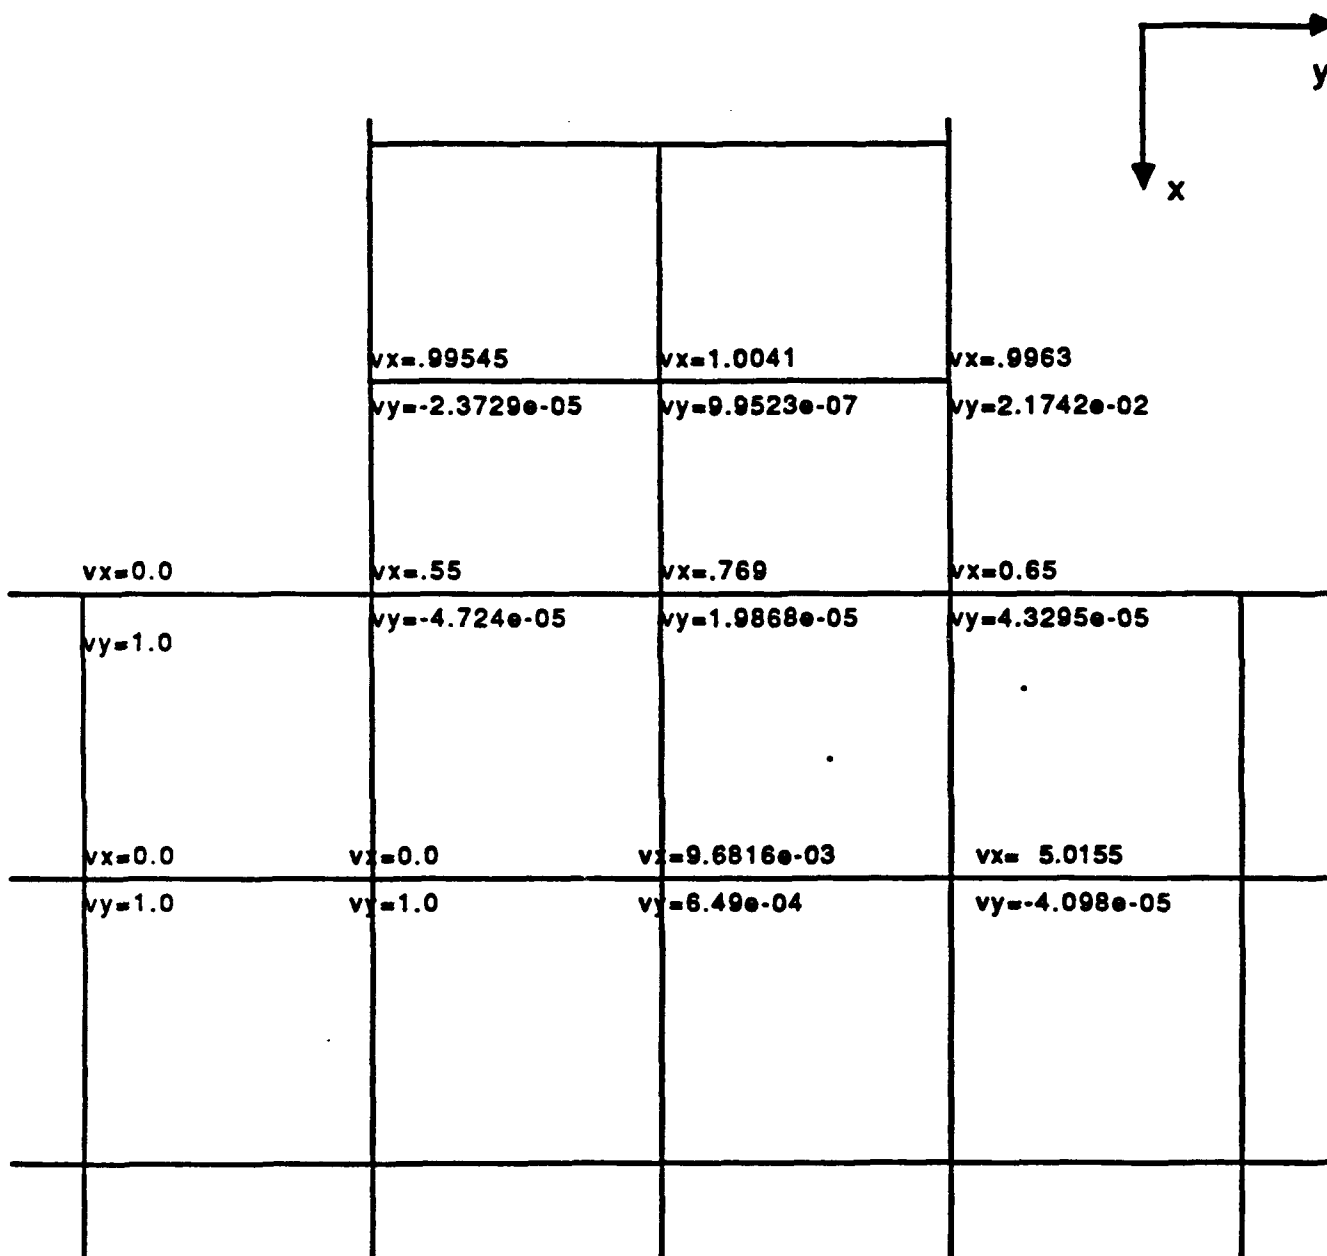 y
x
vx=.99545 vx=1.0041 vx=.9963
vy=-2.3729e-05 vy=9.9523e-07 vy=2.1742e-02
vx=0.0 vx=.55 vx=.769 vx=0.65
vy=-4.724e-05 vy=1.9868e-05 vy=4.3295e-05
vy=1.0
vx=0.0 vx=0.0 vx=9.6816e-03 vx= 5.0155
vy=1.0 vy=1.0 vy=6.49e-04 vy=-4.098e-05